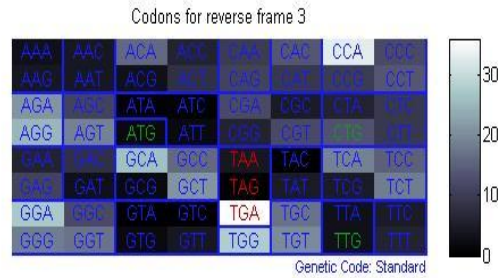 Codons for reverse frame 3
AAA AAC ACA ACC CAA CAC CCA CCC
AAG AAT ACG ACT CAG CAT CCG CCT
AGA AGC ATA ATC CGA CGC CTA CTC
AGG AGT ATG ATT CGG CGT CTG CTT
GAA GAC GCA GCC TAA TAC TCA TCC
GAG GAT GCG GCT TAG TAT TCG TCT
GGA GGC GTA GTC TGA TGC TTA TTC
GGG GGT GTG GTT TGG TGT TTG TTT
30
20
10
0
Genetic Code: Standard